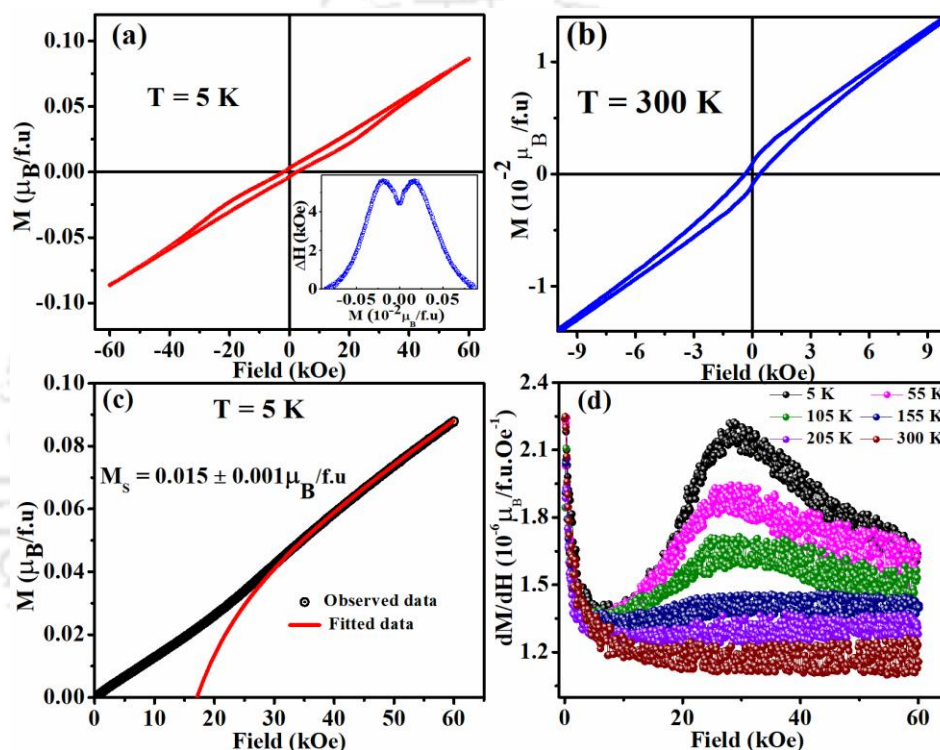 (a)
T = 5 K
M (μB/f.u)
0.10
0.05
0.00
-0.05
-0.10
-60 -40 -20 0 20 40 60
Field (kOe)
ΔH (kOe)
4
2
0
-0.05 0.00 0.05
M (10-2μB/f.u)
(b)
T = 300 K
M (10-2 μB/f.u)
1
0
-1
-9 -6 -3 0 3 6 9
Field (kOe)
(c)
T = 5 K
Ms = 0.015 ± 0.001μB/f.u
Observed data
Fitted data
M (μB/f.u)
0.10
0.08
0.06
0.04
0.02
0.00
0 10 20 30 40 50 60
Field (kOe)
(d)
5 K 55 K
105 K 155 K
205 K 300 K
dM/dH (10-6 μB/f.u.Oe-1)
2.4
2.1
1.8
1.5
1.2
0 20 40 60
Field (kOe)